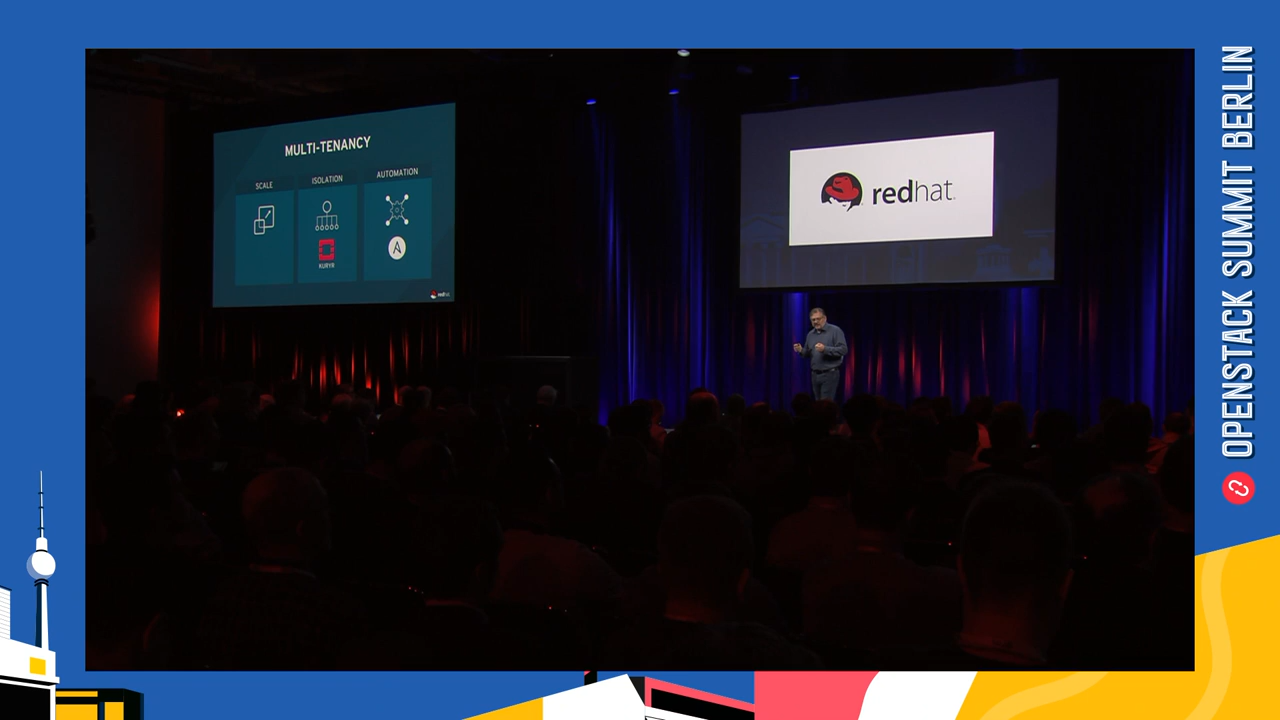 MULTI-TENANCY
SCALE
ISOLATION
AUTOMATION
KURYR
A
redhat
redhat.
OPENSTACK SUMMIT BERLIN